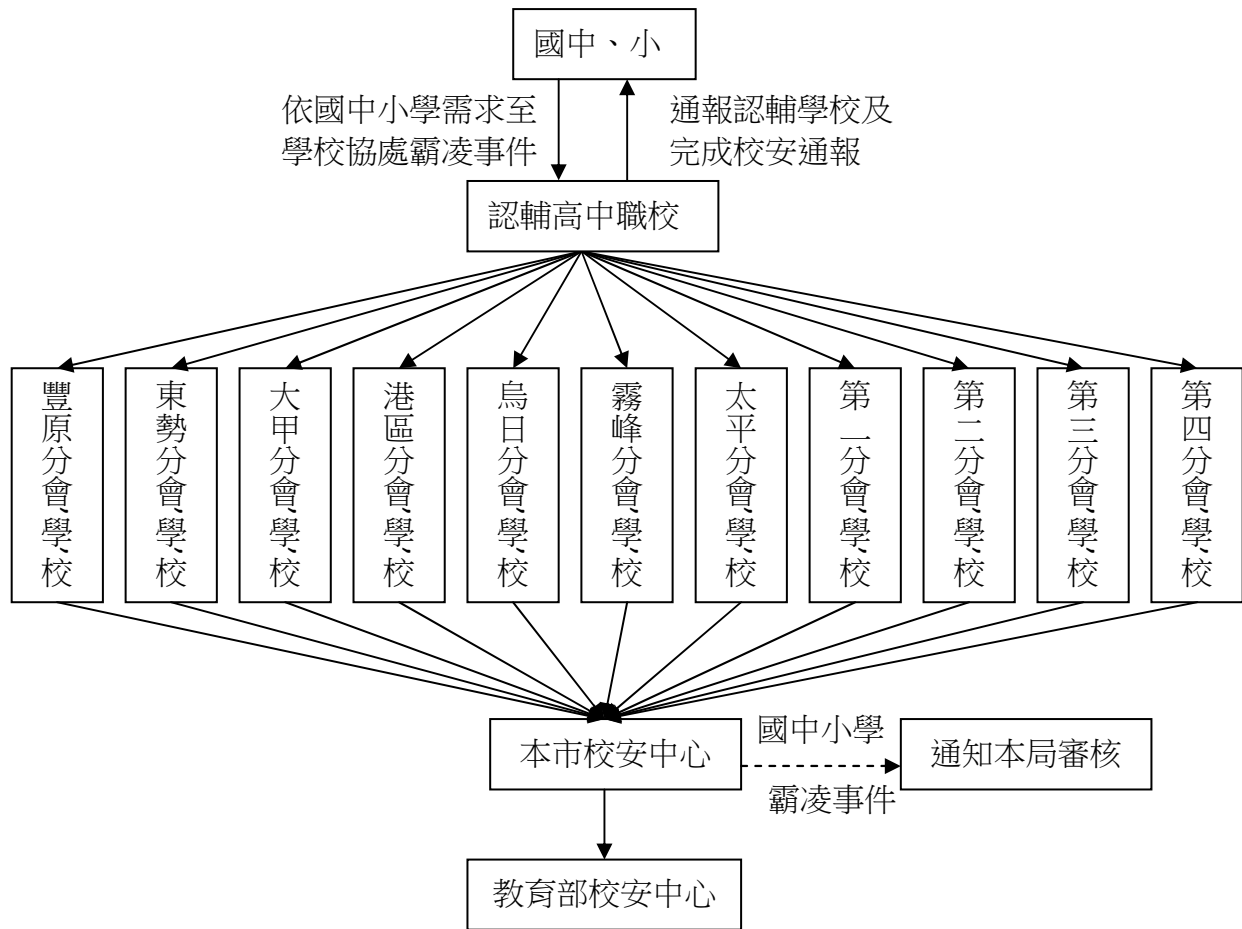 國中、小
依國中小學需求至
學校協處霸凌事件
通報認輔學校及
完成校安通報
認輔高中職校
豐原分會學校
東勢分會學校
大甲分會學校
港區分會學校
烏日分會學校
霧峰分會學校
太平分會學校
第一分會學校
第二分會學校
第三分會學校
第四分會學校
本市校安中心
國中小學
霸凌事件
通知本局審核
教育部校安中心